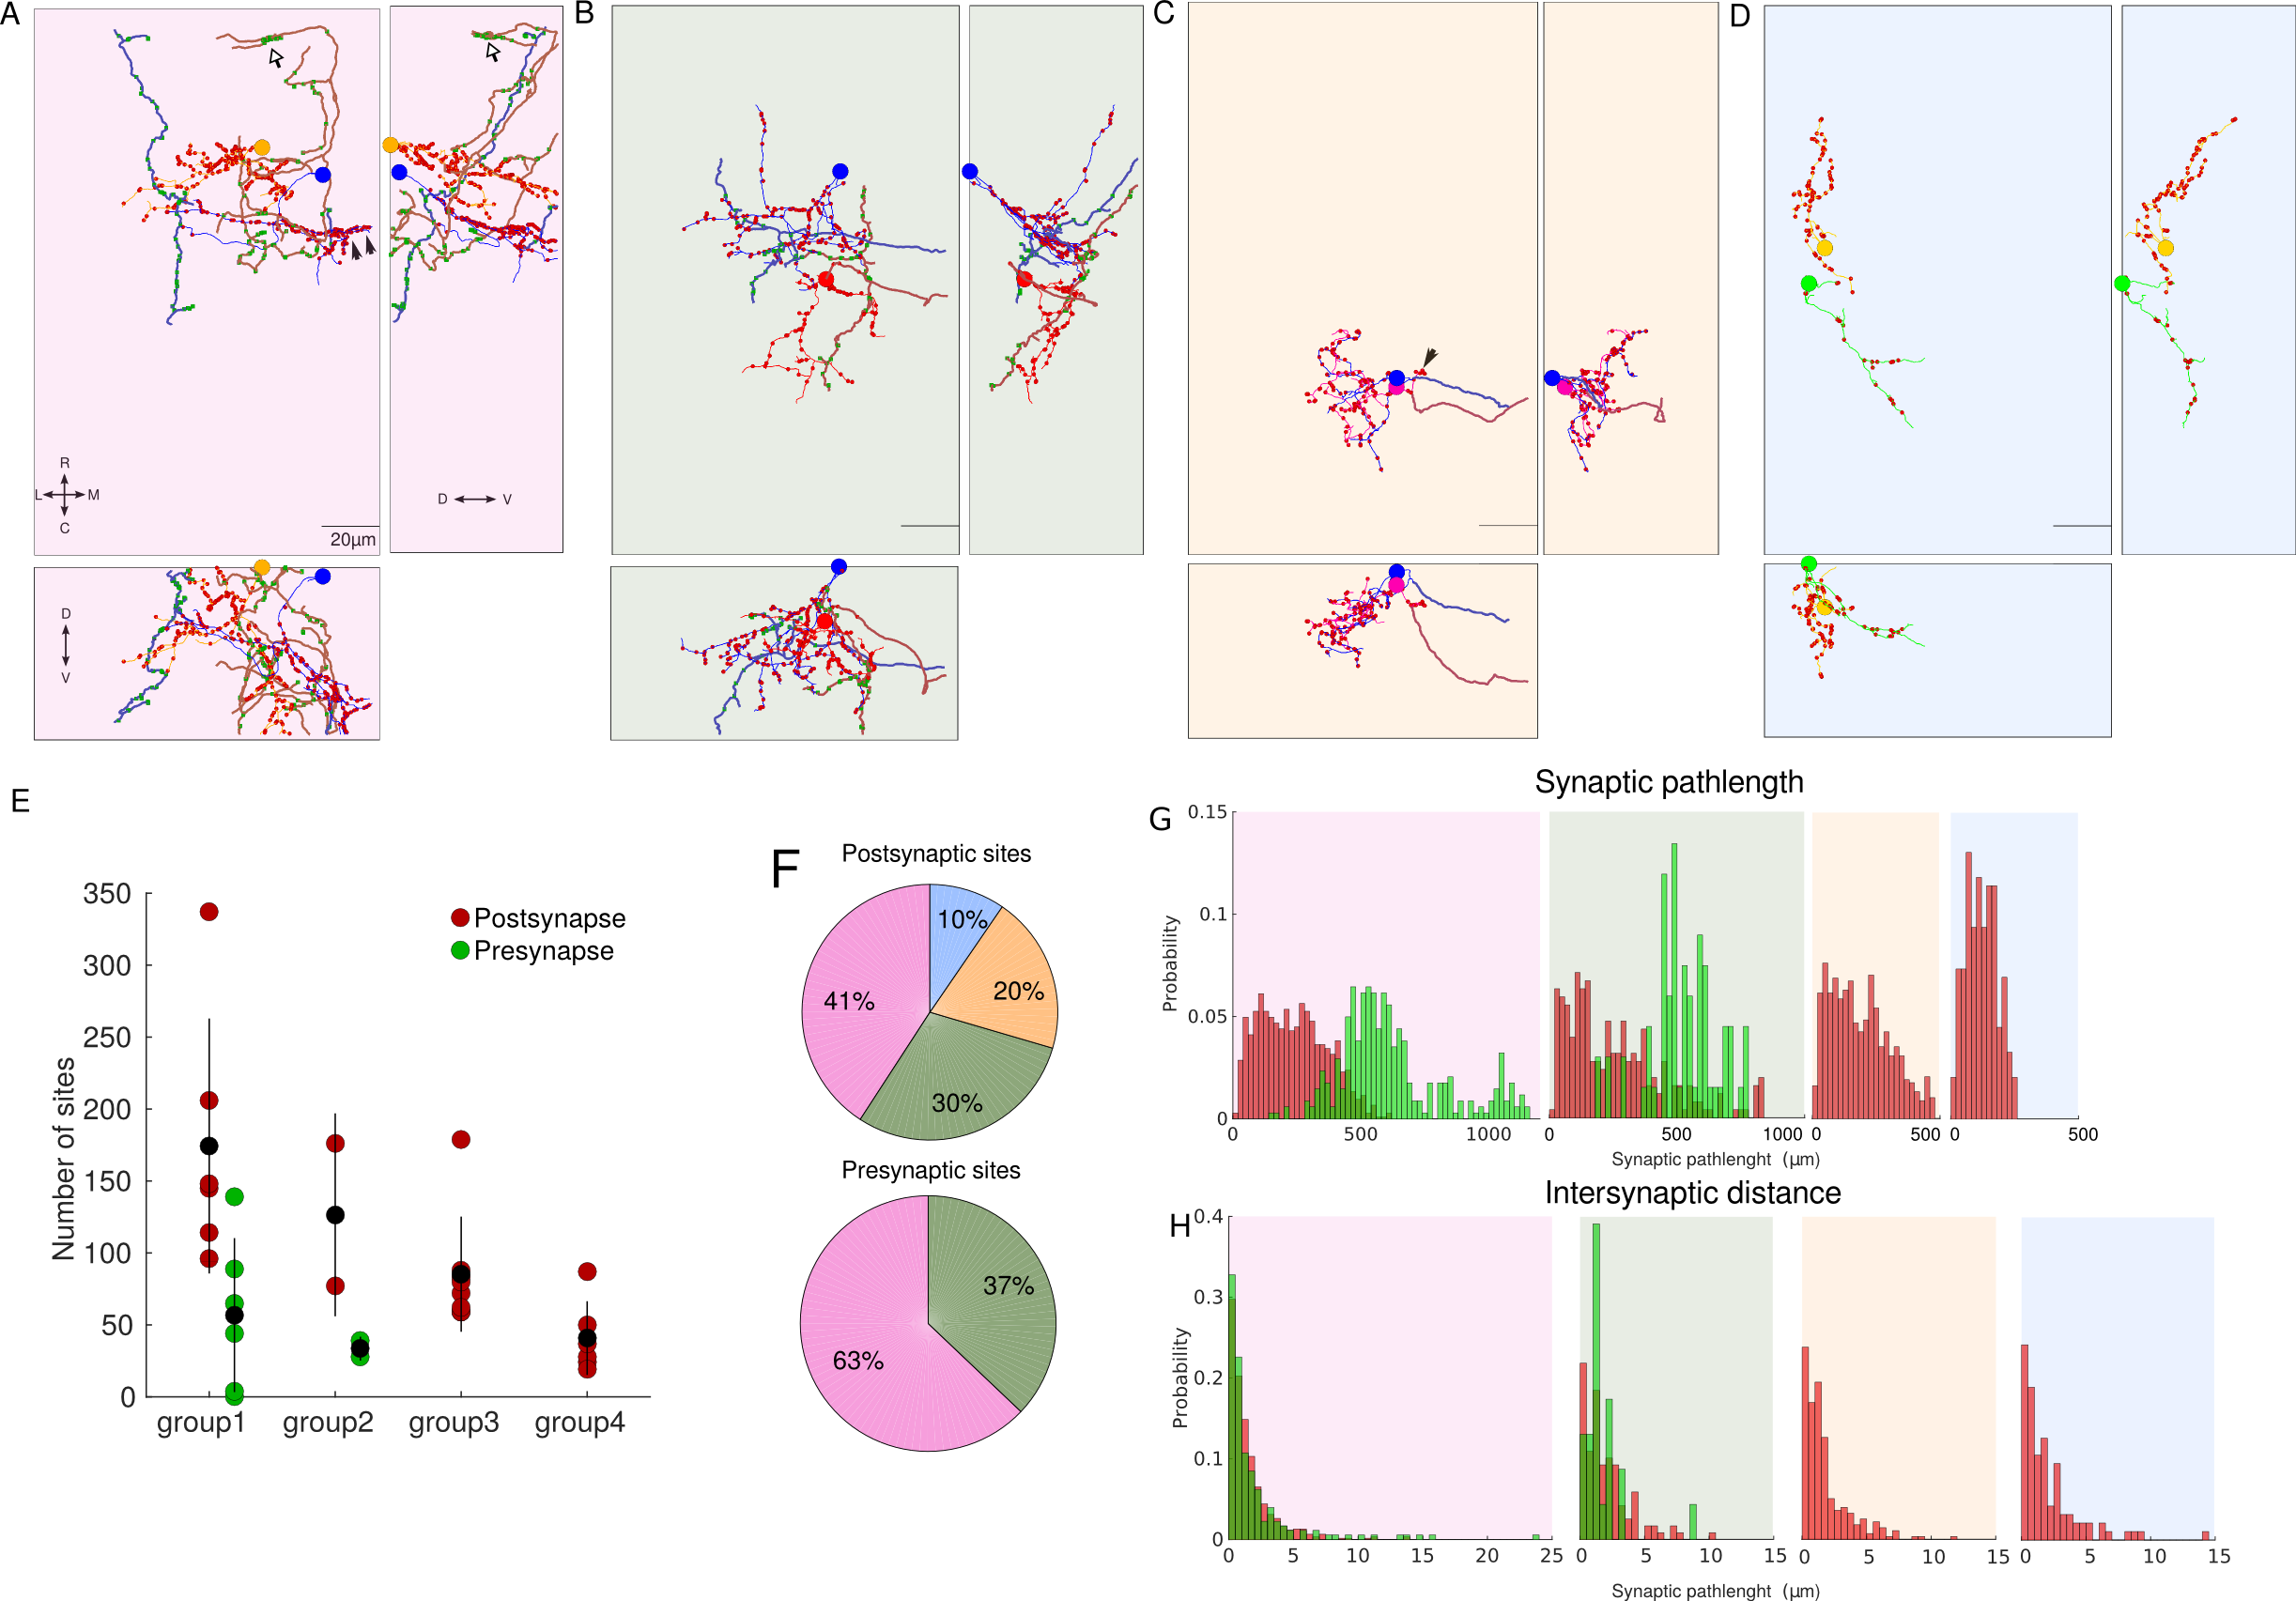 A
B
C
D
R
L M
C
D V
20µm
D
V
E
350
300
250
200
150
100
50
0
Number of sites
Postsynapse
Presynapse
group1 group2 group3 group4
F
Postsynaptic sites
10%
20%
41%
30%
Presynaptic sites
37%
63%
Synaptic pathlength
G
0.15
0.1
0.05
0
Probability
0 500 1000 0 500 1000 0 500 0 500
Synaptic pathlenght (µm)
Intersynaptic distance
H
0.4
0.3
0.2
0.1
0
Probability
0 5 10 15 20 25 0 5 10 15 0 5 10 15 0 5 10 15
Synaptic pathlenght (µm)